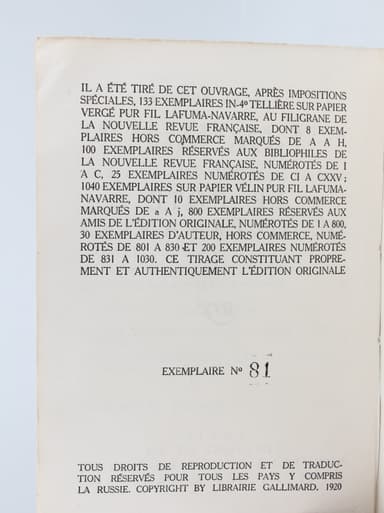 IL A ÉTÉ TIRÉ DE CET OUVRAGE, APRÈS IMPOSITIONS
SPÉCIALES, 133 EXEMPLAIRES IN-4º TELLIÈRE SUR PAPIER
VERGÉ PUR FIL LAFUMA-NAVARRE, AU FILIGRANE DE
LA NOUVELLE REVUE FRANÇAISE, DONT 8 EXEM-
PLAIRES HORS COMMERCE MARQUÉS DE A A H,
100 EXEMPLAIRES RÉSERVÉS AUX BIBLIOPHILES DE
LA NOUVELLE REVUE FRANÇAISE, NUMÉROTÉS DE I
A C, 25 EXEMPLAIRES NUMÉROTÉS DE CI A CXXV ;
1040 EXEMPLAIRES SUR PAPIER VÉLIN PUR FIL LAFUMA-
NAVARRE, DONT 10 EXEMPLAIRES HORS COMMERCE
MARQUÉS DE a A j, 800 EXEMPLAIRES RÉSERVÉS AUX
AMIS DE L'ÉDITION ORIGINALE, NUMÉROTÉS DE 1 A 800,
30 EXEMPLAIRES D'AUTEUR, HORS COMMERCE, NUMÉ-
ROTÉS DE 801 A 830 ET 200 EXEMPLAIRES NUMÉROTÉS
DE 831 A 1030. CE TIRAGE CONSTITUANT PROPRE-
MENT ET AUTHENTIQUEMENT L'ÉDITION ORIGINALE
EXEMPLAIRE Nº 81
TOUS DROITS DE REPRODUCTION ET DE TRADUC-
TION RÉSERVÉS POUR TOUS LES PAYS Y COMPRIS
LA RUSSIE. COPYRIGHT BY LIBRAIRIE GALLIMARD. 1920